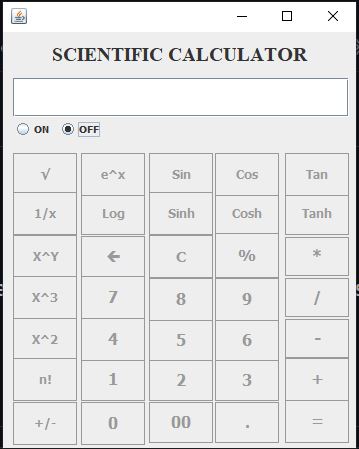 SCIENTIFIC CALCULATOR
ON OFF
√ e^x Sin Cos Tan
1/x Log Sinh Cosh Tanh
X^Y ← C % *
X^3 7 8 9 /
X^2 4 5 6 -
n! 1 2 3 +
+/- 0 00 . =